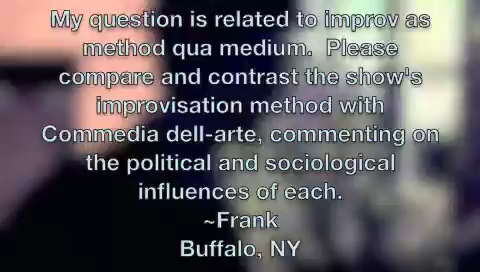 My question is related to improv as
method qua medium.  Please
compare and contrast the show's
improvisation method with
Commedia dell-arte, commenting on
the political and sociological
influences of each.
~Frank
Buffalo, NY